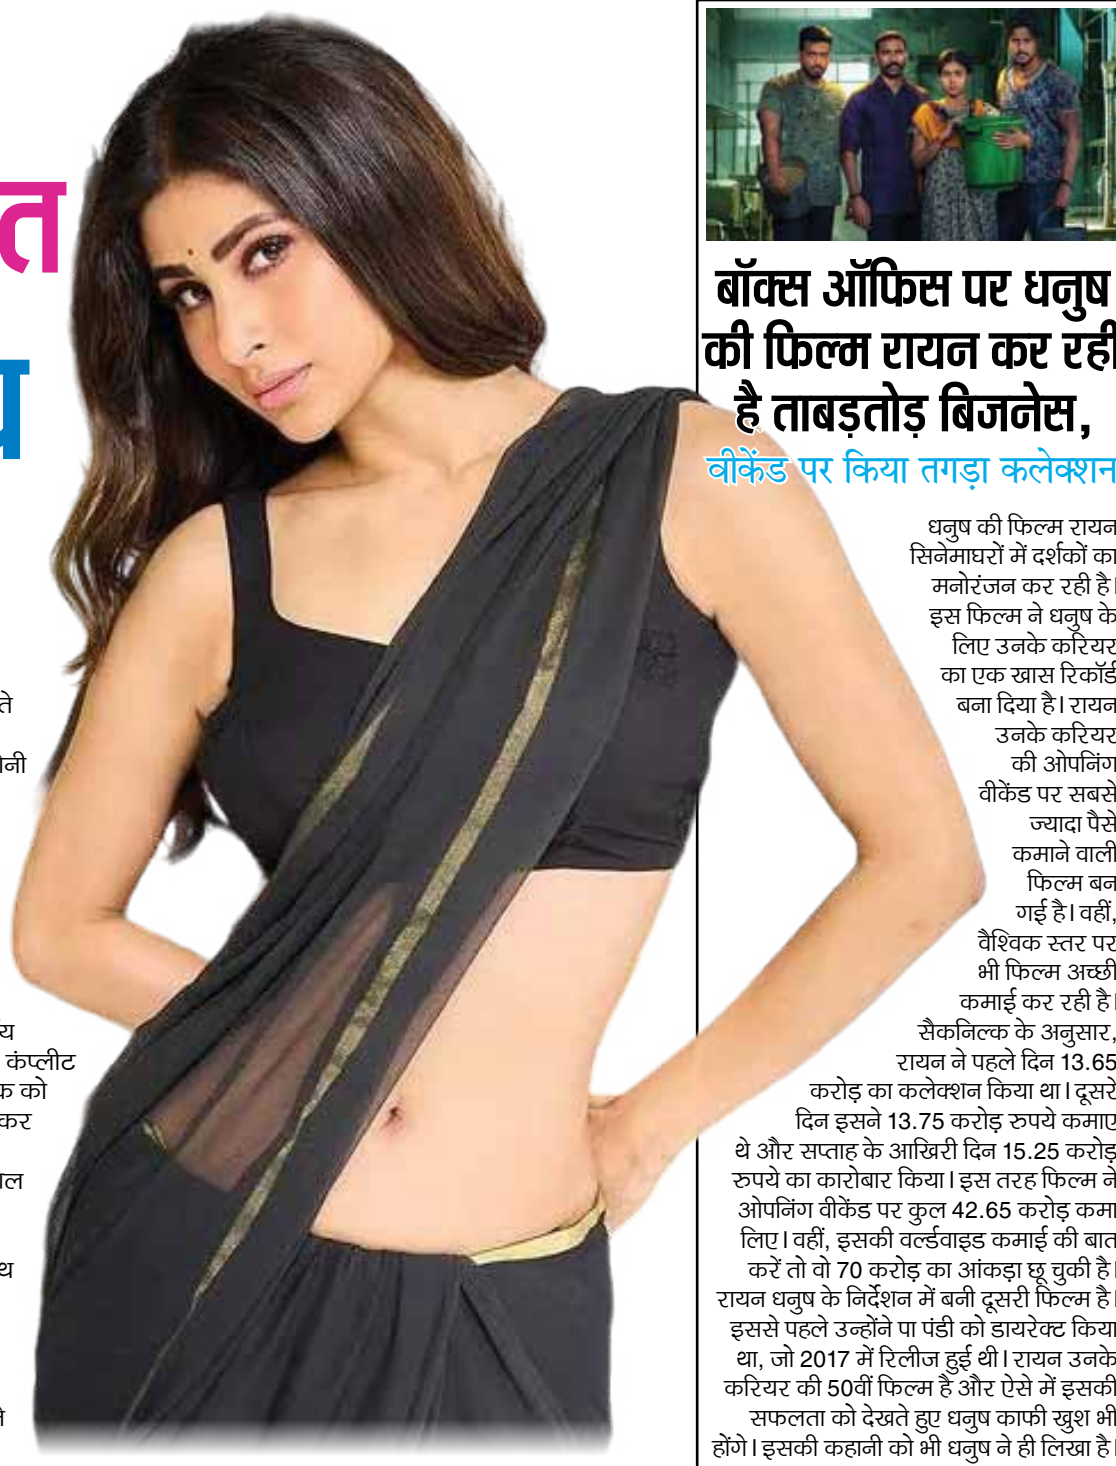 त
ते
य
कंप्लीट
क को
कर
थ
बॉक्स ऑफिस पर धनुष
की फिल्म रायन कर रही
है ताबड़तोड़ बिजनेस,
वीकेंड पर किया तगड़ा कलेक्शन
धनुष की फिल्म रायन
सिनेमाघरों में दर्शकों का
मनोरंजन कर रही है।
इस फिल्म ने धनुष के
लिए उनके करियर
का एक खास रिकॉर्ड
बना दिया है। रायन
उनके करियर
की ओपनिंग
वीकेंड पर सबसे
ज्यादा पैसे
कमाने वाली
फिल्म बन
गई है। वहीं,
वैश्विक स्तर पर
भी फिल्म अच्छी
कमाई कर रही है।
सैकनिल्क के अनुसार,
रायन ने पहले दिन 13.65
करोड़ का कलेक्शन किया था। दूसरे
दिन इसने 13.75 करोड़ रुपये कमाए
थे और सप्ताह के आखिरी दिन 15.25 करोड़
रुपये का कारोबार किया। इस तरह फिल्म ने
ओपनिंग वीकेंड पर कुल 42.65 करोड़ कमा
लिए। वहीं, इसकी वर्ल्डवाइड कमाई की बात
करें तो वो 70 करोड़ का आंकड़ा छू चुकी है।
रायन धनुष के निर्देशन में बनी दूसरी फिल्म है।
इससे पहले उन्होंने पा पंडी को डायरेक्ट किया
था, जो 2017 में रिलीज हुई थी। रायन उनके
करियर की 50वीं फिल्म है और ऐसे में इसकी
सफलता को देखते हुए धनुष काफी खुश भी
होंगे। इसकी कहानी को भी धनुष ने ही लिखा है।